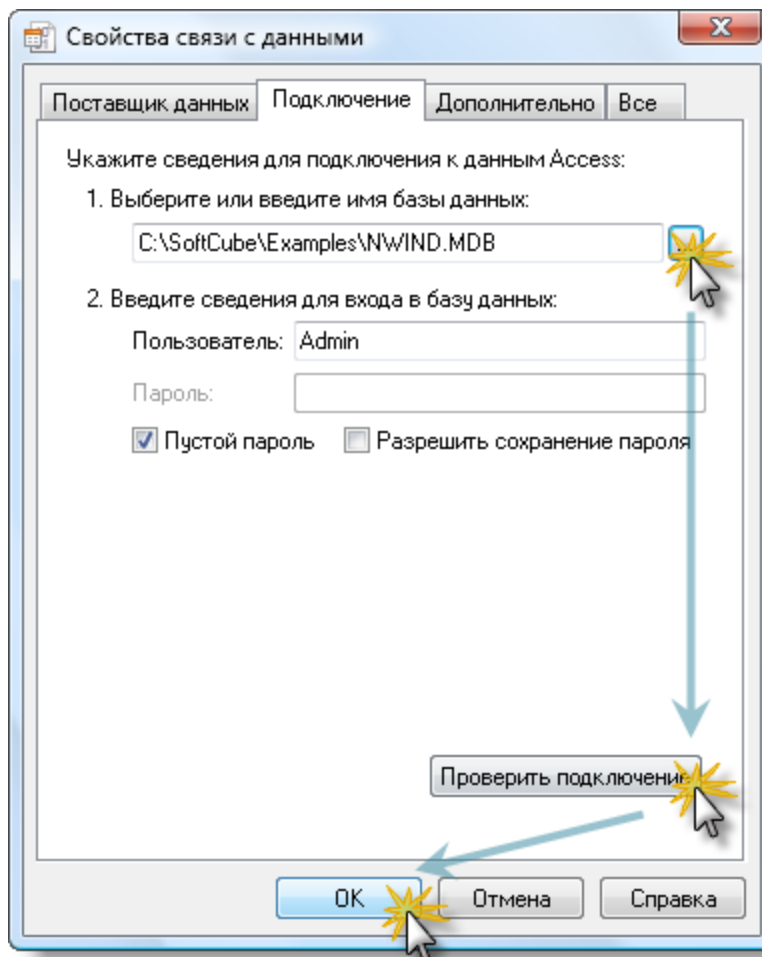 Свойства связи с данными
Поставщик данных Подключение Дополнительно Все
Укажите сведения для подключения к данным Access:
1. Выберите или введите имя базы данных:
C:\SoftCube\Examples\NWIND.MDB
2. Введите сведения для входа в базу данных:
Пользователь: Admin
Пароль:
Пустой пароль Разрешить сохранение пароля
Проверить подключение
OK Отмена Справка